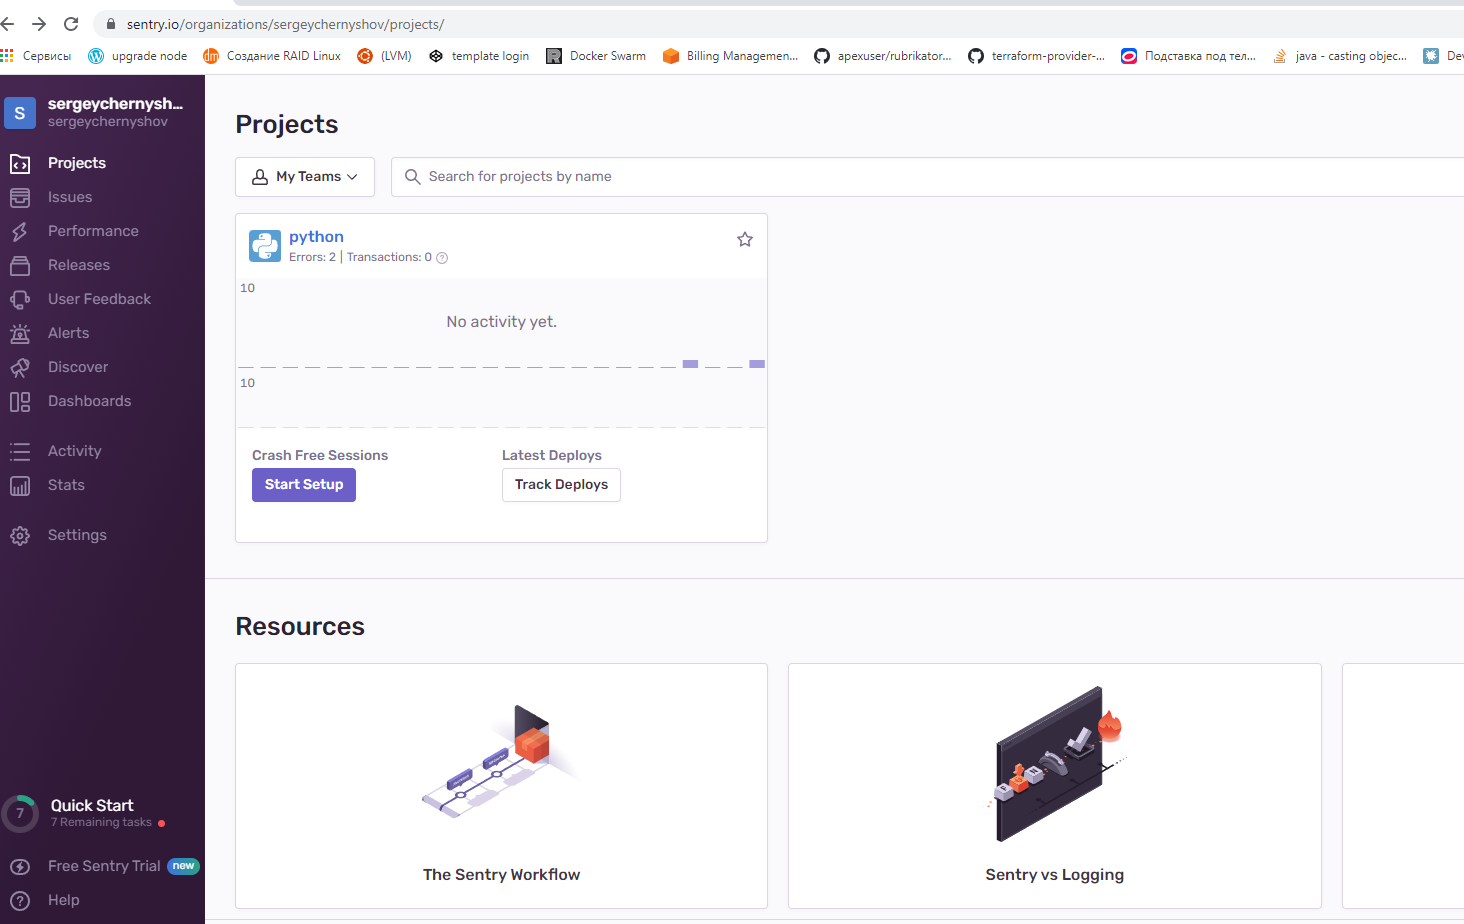 sentry.io/organizations/sergeychernyshov/projects/
Сервисы upgrade node Создание RAID Linux (LVM) template login Docker Swarm Billing Managemen... apexuser/rubrikator... terraform-provider-... Подставка под тел... java - casting objec... Dev
S
sergeychernysh...
sergeychernyshov
Projects
Issues
Performance
Releases
User Feedback
Alerts
Discover
Dashboards
Activity
Stats
Settings
7
Quick Start
7 Remaining tasks
Free Sentry Trial new
Help
Projects
My Teams
Search for projects by name
python
Errors: 2 | Transactions: 0
10
No activity yet.
10
Crash Free Sessions
Start Setup
Latest Deploys
Track Deploys
Resources
The Sentry Workflow
Sentry vs Logging